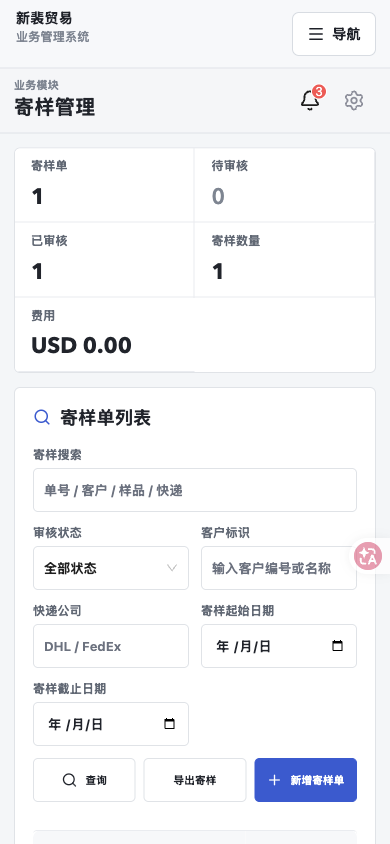 新裴贸易
业务管理系统
导航
业务模块
寄样管理
3
寄样单
1
待审核
0
已审核
1
寄样数量
1
费用
USD 0.00
寄样单列表
寄样搜索
单号 / 客户 / 样品 / 快递
审核状态
全部状态
客户标识
输入客户编号或名称
快递公司
DHL / FedEx
寄样起始日期
年 /月/日
寄样截止日期
年 /月/日
查询
导出寄样
新增寄样单